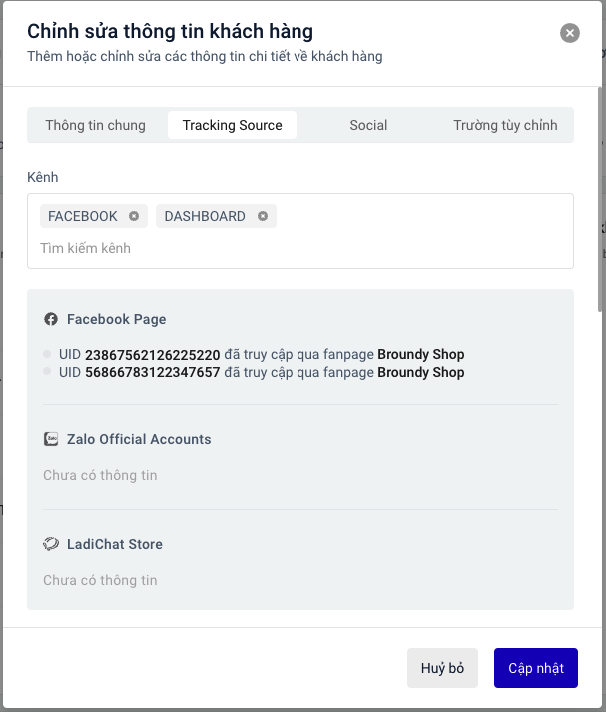 Chỉnh sửa thông tin khách hàng
Thêm hoặc chỉnh sửa các thông tin chi tiết về khách hàng
Thông tin chung Tracking Source Social Trường tùy chỉnh
Kênh
FACEBOOK DASHBOARD
Tìm kiếm kênh
Facebook Page
UID 23867562126225220 đã truy cập qua fanpage Broundy Shop
UID 56866783122347657 đã truy cập qua fanpage Broundy Shop
Zalo Official Accounts
Chưa có thông tin
LadiChat Store
Chưa có thông tin
Huỷ bỏ Cập nhật